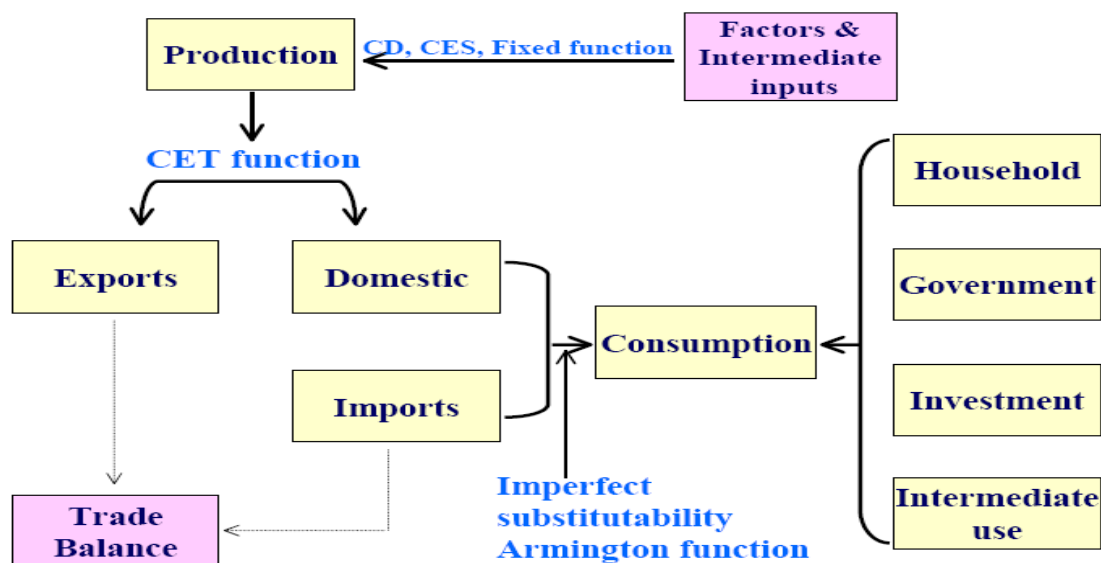 Production
CD, CES, Fixed function
Factors &
Intermediate
inputs
CET function
Household
Exports
Domestic
Government
Consumption
Imports
Investment
Trade
Balance
Imperfect
substitutability
Armington function
Intermediate
use